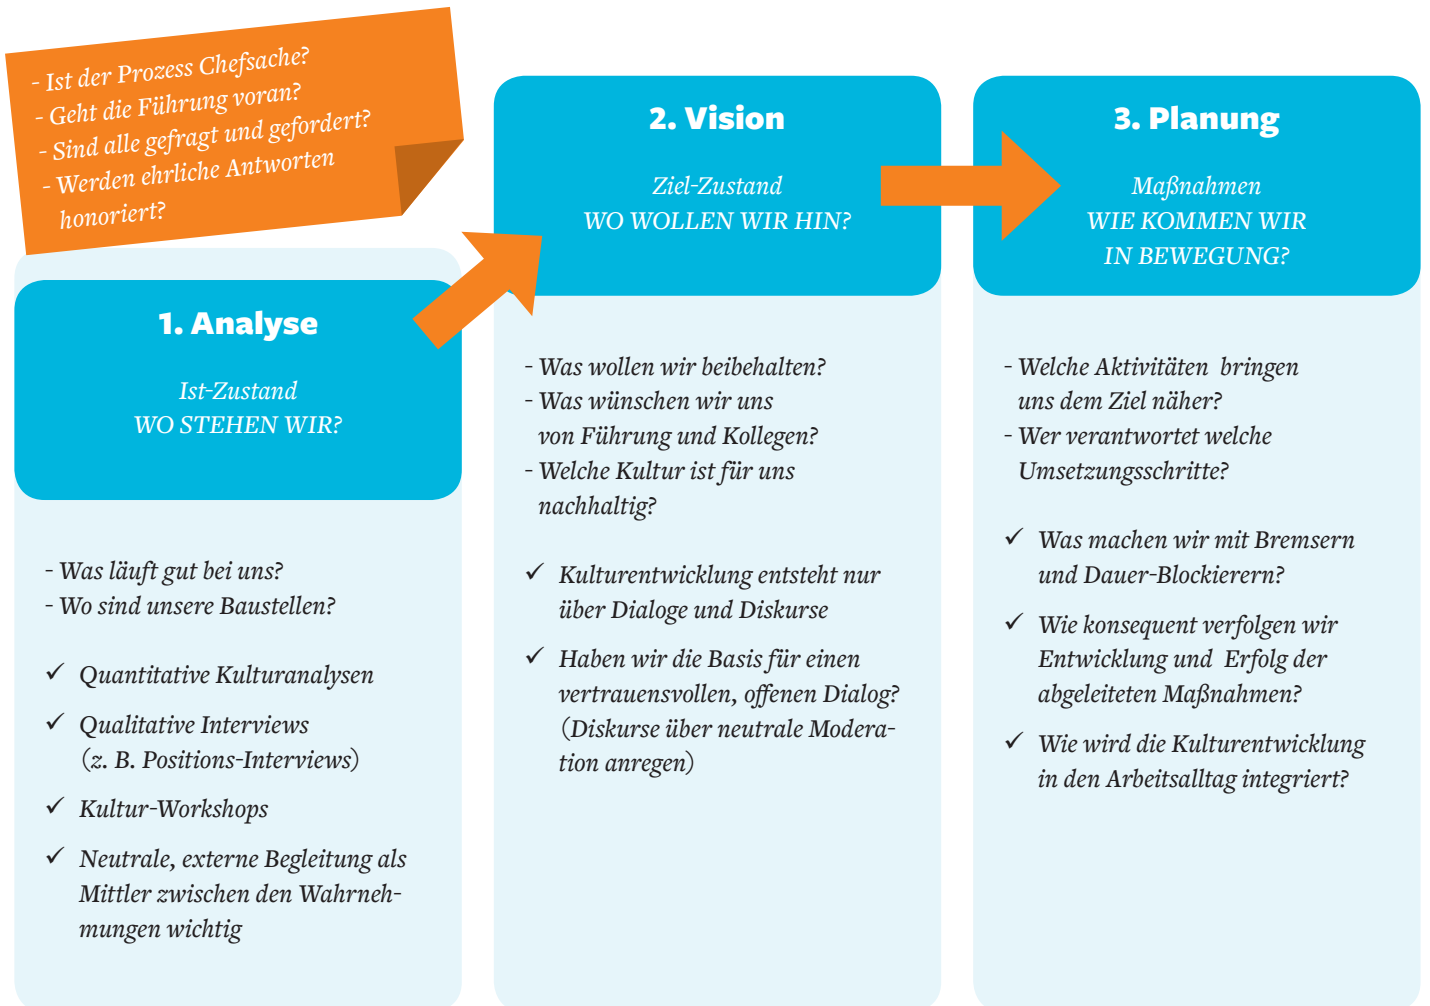 - Ist der Prozess Chefsache?
- Geht die Führung voran?
- Sind alle gefragt und gefordert?
- Werden ehrliche Antworten
honoriert?
1. Analyse
Ist-Zustand
WO STEHEN WIR?
- Was läuft gut bei uns?
- Wo sind unsere Baustellen?
✓ Quantitative Kulturanalysen
✓ Qualitative Interviews
(z. B. Positions-Interviews)
✓ Kultur-Workshops
✓ Neutrale, externe Begleitung als
Mittler zwischen den Wahrneh-
mungen wichtig
2. Vision
Ziel-Zustand
WO WOLLEN WIR HIN?
- Was wollen wir beibehalten?
- Was wünschen wir uns
von Führung und Kollegen?
- Welche Kultur ist für uns
nachhaltig?
✓ Kulturentwicklung entsteht nur
über Dialoge und Diskurse
✓ Haben wir die Basis für einen
vertrauensvollen, offenen Dialog?
(Diskurse über neutrale Modera-
tion anregen)
3. Planung
Maßnahmen
WIE KOMMEN WIR
IN BEWEGUNG?
- Welche Aktivitäten bringen
uns dem Ziel näher?
- Wer verantwortet welche
Umsetzungsschritte?
✓ Was machen wir mit Bremsern
und Dauer-Blockierern?
✓ Wie konsequent verfolgen wir
Entwicklung und Erfolg der
abgeleiteten Maßnahmen?
✓ Wie wird die Kulturentwicklung
in den Arbeitsalltag integriert?